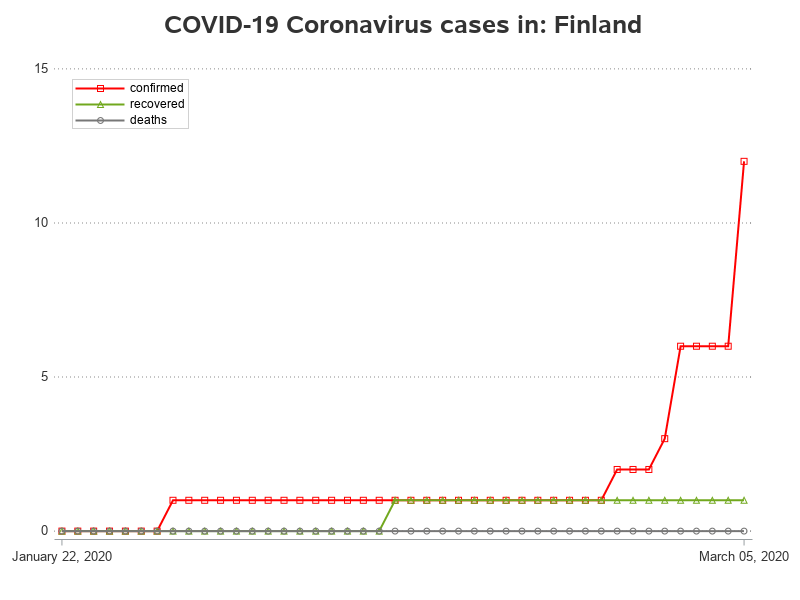 COVID-19 Coronavirus cases in: Finland
15
confirmed
recovered
deaths
10
5
0
January 22, 2020
March 05, 2020